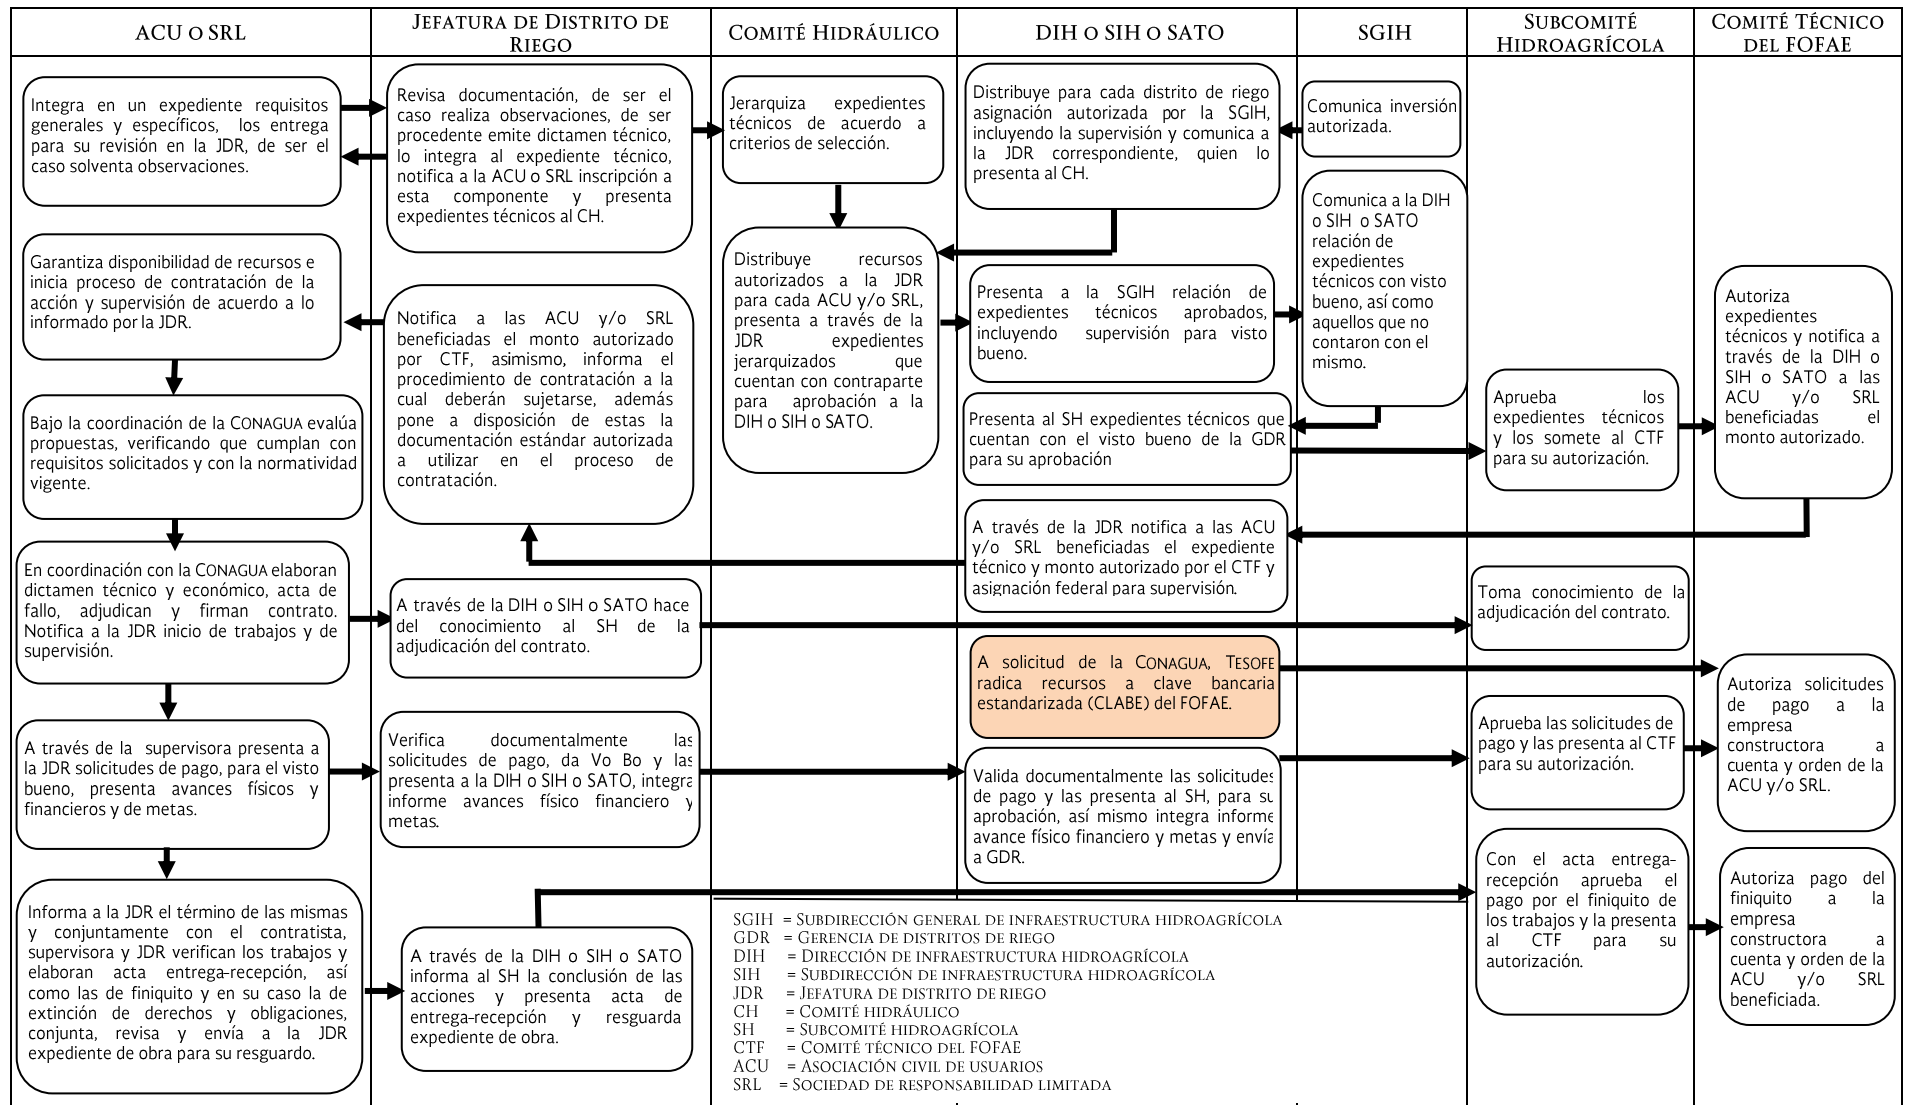 ACU O SRL
JEFATURA DE DISTRITO DE
RIEGO
COMITÉ HIDRÁULICO
DIH O SIH O SATO
SGIH
SUBCOMITÉ
HIDROAGRÍCOLA
COMITÉ TÉCNICO
DEL FOFAE
Integra en un expediente requisitos
generales y específicos, los entrega
para su revisión en la JDR, de ser el
caso solventa observaciones.
Garantiza disponibilidad de recursos e
inicia proceso de contratación de la
acción y supervisión de acuerdo a lo
informado por la JDR.
Bajo la coordinación de la CONAGUA evalúa
propuestas, verificando que cumplan con
requisitos solicitados y con la normatividad
vigente.
En coordinación con la CONAGUA elaboran
dictamen técnico y económico, acta de
fallo, adjudican y firman contrato.
Notifica a la JDR inicio de trabajos y de
supervisión.
A través de la supervisora presenta a
la JDR solicitudes de pago, para el visto
bueno, presenta avances físicos y
financieros y de metas.
Informa a la JDR el término de las mismas
y conjuntamente con el contratista,
supervisora y JDR verifican los trabajos y
elaboran acta entrega-recepción, así
como las de finiquito y en su caso la de
extinción de derechos y obligaciones,
conjunta, revisa y envía a la JDR
expediente de obra para su resguardo.
Revisa documentación, de ser el
caso realiza observaciones, de ser
procedente emite dictamen técnico,
lo integra al expediente técnico,
notifica a la ACU o SRL inscripción a
esta componente y presenta
expedientes técnicos al CH.
Notifica a las ACU y/o SRL
beneficiadas el monto autorizado
por CTF, asimismo, informa el
procedimiento de contratación a la
cual deberán sujetarse, además
pone a disposición de estas la
documentación estándar autorizada
a utilizar en el proceso de
contratación.
A través de la DIH o SIH o SATO hace
del conocimiento al SH de la
adjudicación del contrato.
Verifica documentalmente las
solicitudes de pago, da Vo Bo y las
presenta a la DIH o SIH o SATO, integra
informe avances físico financiero y
metas.
A través de la DIH o SIH o SATO
informa al SH la conclusión de las
acciones y presenta acta de
entrega-recepción y resguarda
expediente de obra.
Jerarquiza expedientes
técnicos de acuerdo a
criterios de selección.
Distribuye recursos
autorizados a la JDR
para cada ACU y/o SRL,
presenta a través de la
JDR expedientes
jerarquizados que
cuentan con contraparte
para aprobación a la
DIH o SIH o SATO.
Distribuye para cada distrito de riego
asignación autorizada por la SGIH,
incluyendo la supervisión y comunica a
la JDR correspondiente, quien lo
presenta al CH.
Presenta a la SGIH relación de
expedientes técnicos aprobados,
incluyendo supervisión para visto
bueno.
Presenta al SH expedientes técnicos que
cuentan con el visto bueno de la GDR
para su aprobación
A través de la JDR notifica a las ACU
y/o SRL beneficiadas el expediente
técnico y monto autorizado por el CTF y
asignación federal para supervisión.
A solicitud de la CONAGUA, TESOFE
radica recursos a clave bancaria
estandarizada (CLABE) del FOFAE.
Valida documentalmente las solicitudes
de pago y las presenta al SH, para su
aprobación, así mismo integra informe
avance físico financiero y metas y envía
a GDR.
Comunica inversión
autorizada.
Comunica a la DIH
o SIH o SATO
relación de
expedientes
técnicos con visto
bueno, así como
aquellos que no
contaron con el
mismo.
Aprueba los
expedientes técnicos
y los somete al CTF
para su autorización.
Toma conocimiento de la
adjudicación del contrato.
Aprueba las solicitudes de
pago y las presenta al CTF
para su autorización.
Con el acta entrega-
recepción aprueba el
pago por el finiquito de
los trabajos y la presenta
al CTF para su
autorización.
Autoriza
expedientes
técnicos y notifica a
través de la DIH o
SIH o SATO a las
ACU y/o SRL
beneficiadas el
monto autorizado.
Autoriza solicitudes
de pago a la
empresa
constructora a
cuenta y orden de la
ACU y/o SRL.
Autoriza pago del
finiquito a la
empresa
constructora a
cuenta y orden de la
ACU y/o SRL
beneficiada.
SGIH = SUBDIRECCIÓN GENERAL DE INFRAESTRUCTURA HIDROAGRÍCOLA
GDR = GERENCIA DE DISTRITOS DE RIEGO
DIH = DIRECCIÓN DE INFRAESTRUCTURA HIDROAGRÍCOLA
SIH = SUBDIRECCIÓN DE INFRAESTRUCTURA HIDROAGRÍCOLA
JDR = JEFATURA DE DISTRITO DE RIEGO
CH = COMITÉ HIDRÁULICO
SH = SUBCOMITÉ HIDROAGRÍCOLA
CTF = COMITÉ TÉCNICO DEL FOFAE
ACU = ASOCIACIÓN CIVIL DE USUARIOS
SRL = SOCIEDAD DE RESPONSABILIDAD LIMITADA